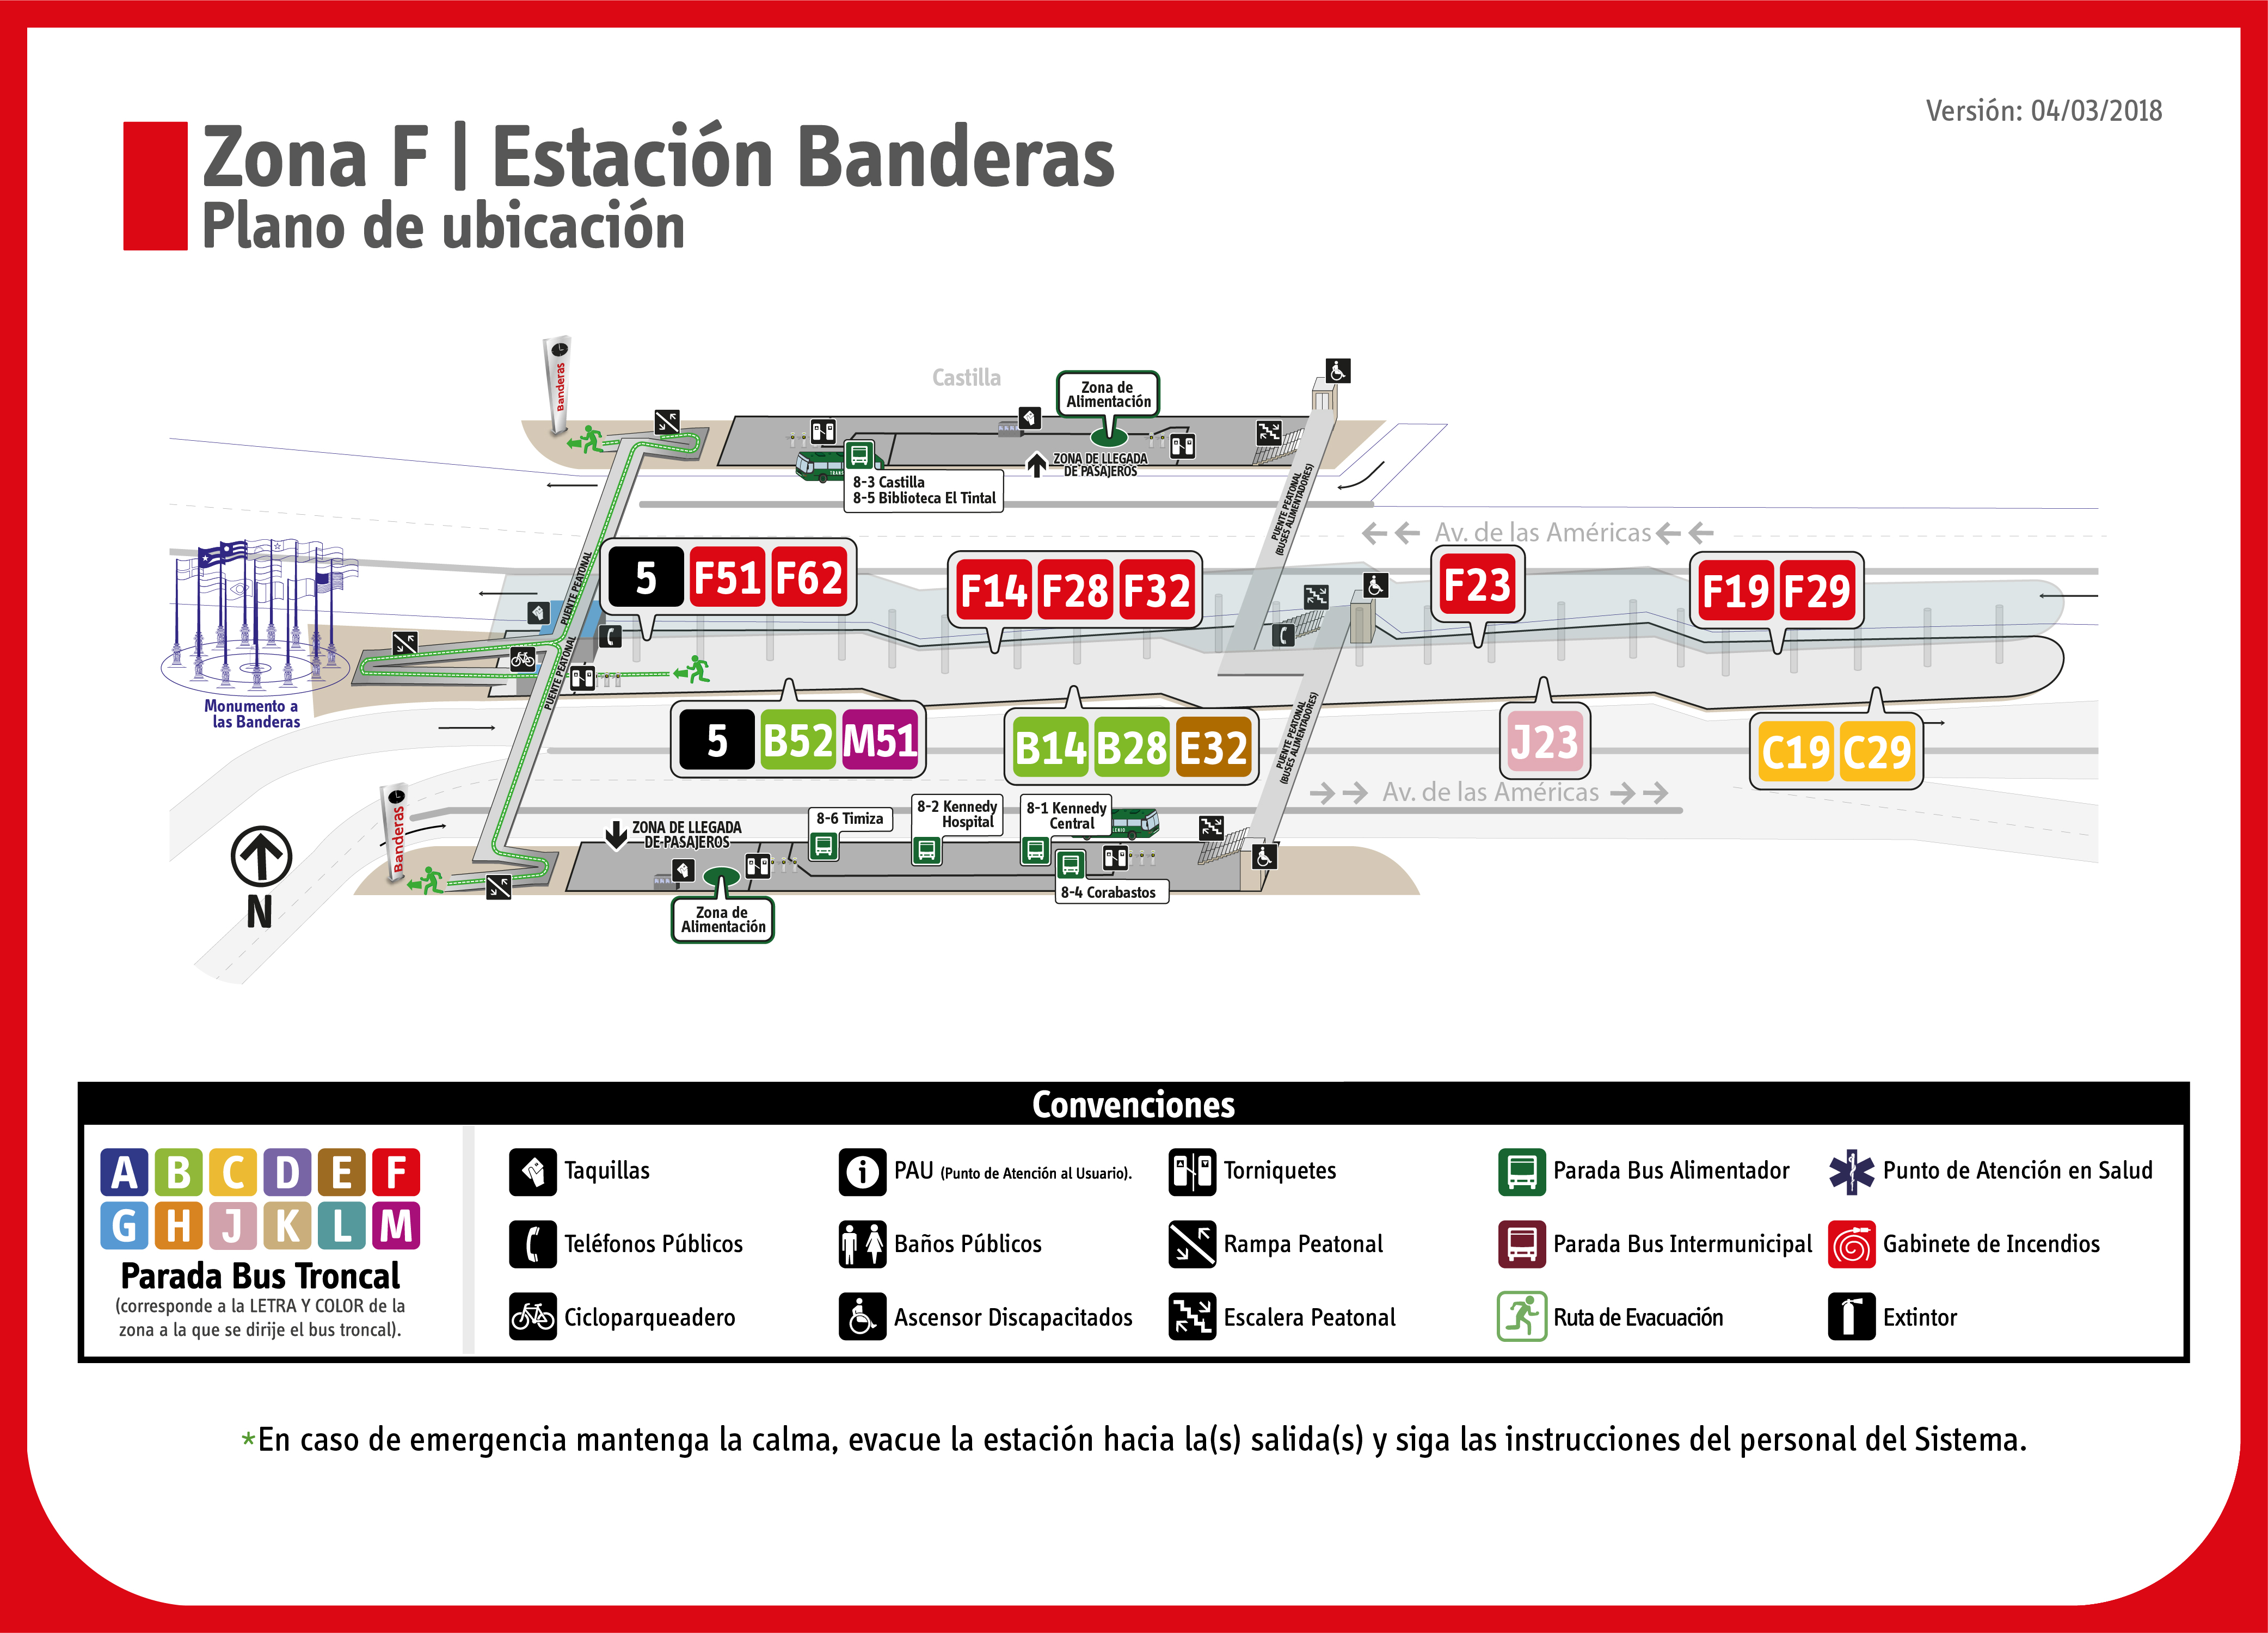 Versión: 04/03/2018
Zona F | Estación Banderas
Plano de ubicación
Banderas
Castilla
Zona de
Alimentación
ZONA DE LLEGADA
DE PASAJEROS
8-3 Castilla
8-5 Biblioteca El Tintal
PUENTE PEATONAL
(BUSES ALIMENTADORES)
Av. de las Américas
5 F51 F62
F14 F28 F32
F23
F19 F29
PUENTE PEATONAL
PUENTE PEATONAL
Monumento a
las Banderas
5 B52 M51
B14 B28 E32
J23
C19 C29
PUENTE PEATONAL
(BUSES ALIMENTADORES)
Av. de las Américas
Banderas
ZONA DE LLEGADA
DE PASAJEROS
8-6 Timiza
8-2 Kennedy
Hospital
8-1 Kennedy
Central
8-4 Corabastos
Zona de
Alimentación
N
Convenciones
A B C D E F
G H J K L M
Parada Bus Troncal
(corresponde a la LETRA Y COLOR de la
zona a la que se dirije el bus troncal).
Taquillas
Teléfonos Públicos
Cicloparqueadero
PAU (Punto de Atención al Usuario).
Baños Públicos
Ascensor Discapacitados
Torniquetes
Rampa Peatonal
Escalera Peatonal
Parada Bus Alimentador
Parada Bus Intermunicipal
Ruta de Evacuación
Punto de Atención en Salud
Gabinete de Incendios
Extintor
*En caso de emergencia mantenga la calma, evacue la estación hacia la(s) salida(s) y siga las instrucciones del personal del Sistema.